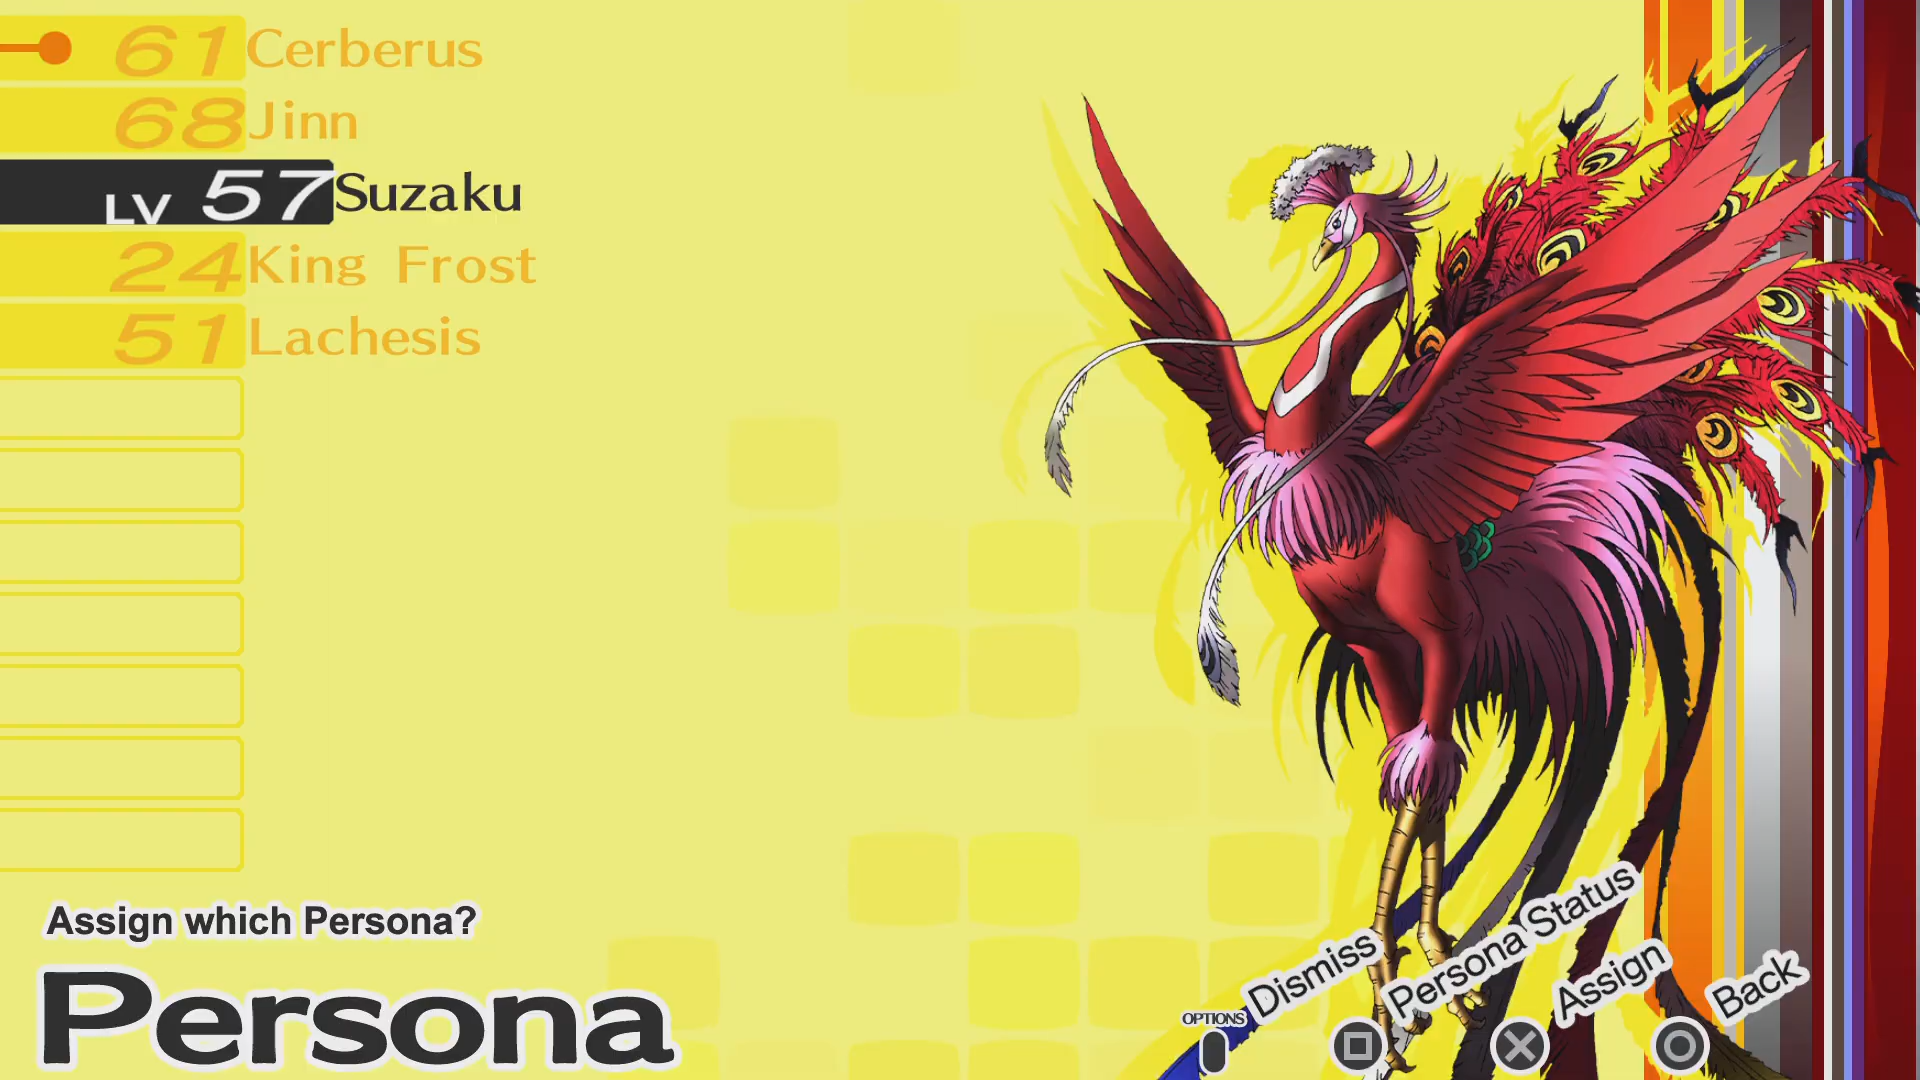 61 Cerberus
68 Jinn
LV 57 Suzaku
24 King Frost
51 Lachesis
Assign which Persona?
Persona
OPTIONS Dismiss
Persona Status
Assign
Back